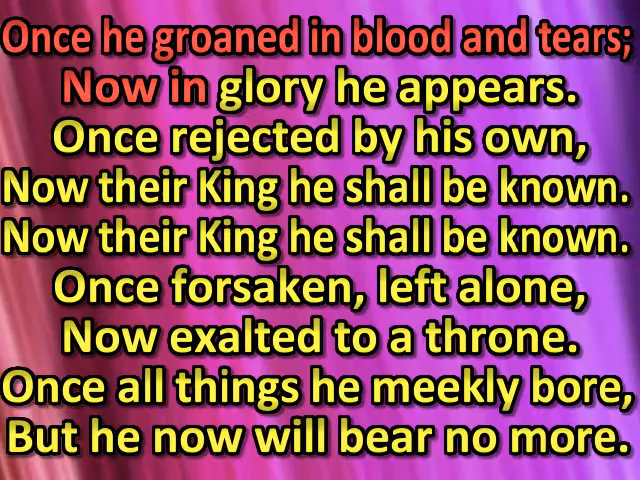 Once he groaned in blood and tears;
Now in glory he appears.
Once rejected by his own,
Now their King he shall be known.
Now their King he shall be known.
Once forsaken, left alone,
Now exalted to a throne.
Once all things he meekly bore,
But he now will bear no more.